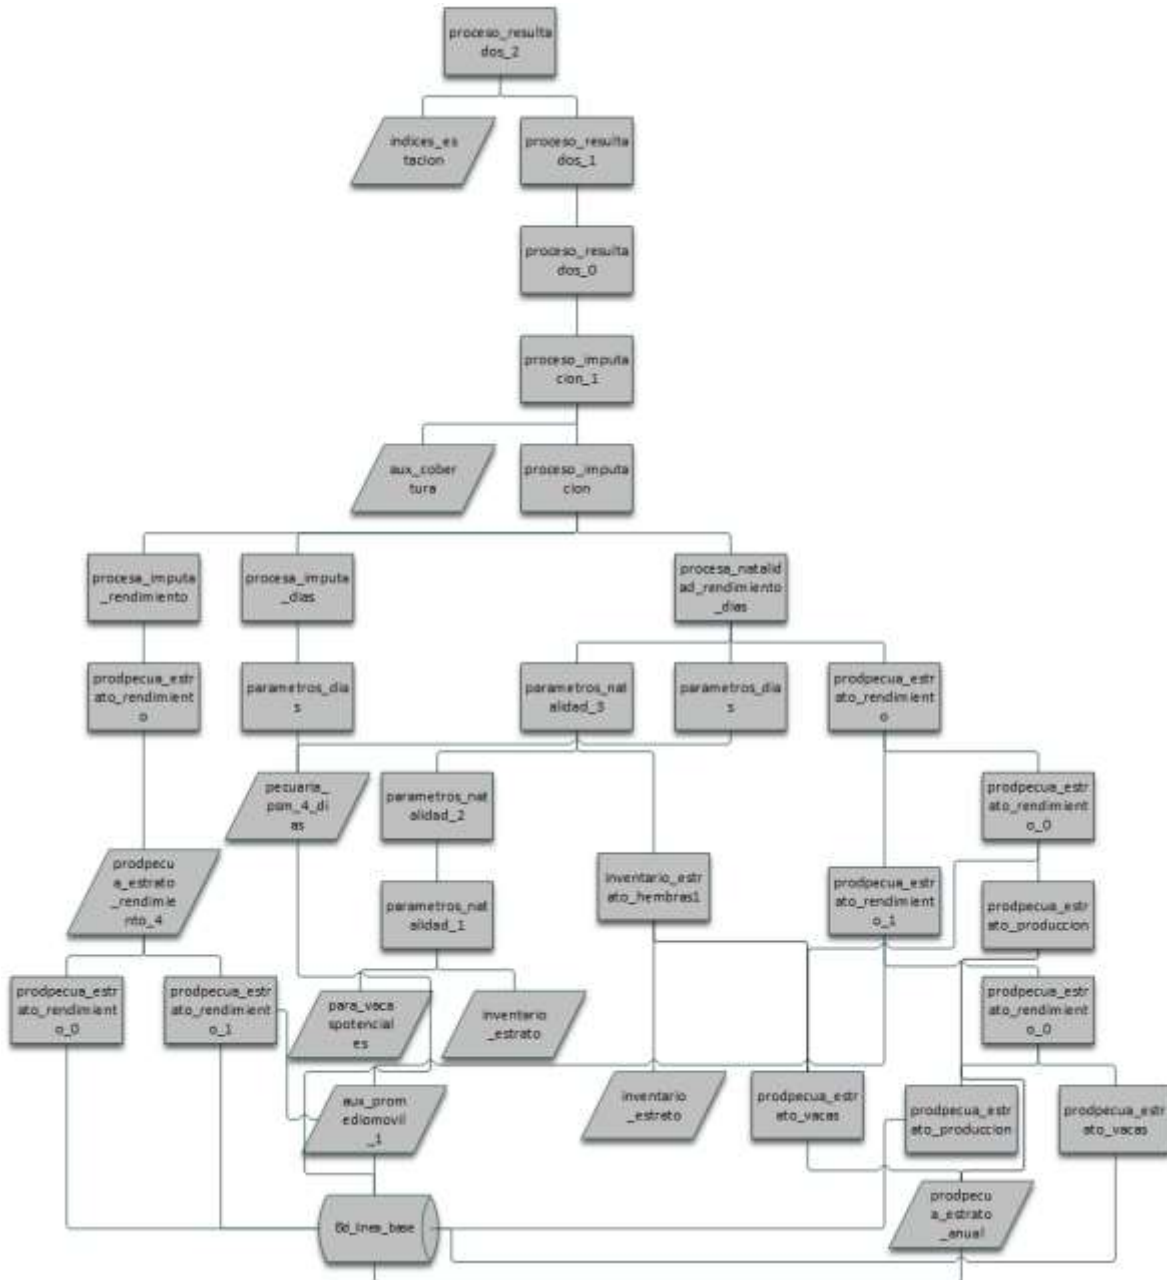 proceso_resulta
dos_2
indices_es
tacion
proceso_resulta
dos_1
proceso_resulta
dos_0
proceso_imputa
cion_1
aux_cober
tura
proceso_imputa
cion
procesa_imputa
_rendimiento
procesa_imputa
_dias
procesa_natalid
ad_rendimiento
_dias
prodpecua_estr
ato_rendimient
o
parametros_dia
s
parametros_nat
alidad_3
parametros_dia
s
prodpecua_estr
ato_rendimient
o
pecuaria_
psm_4_di
as
parametros_nat
alidad_2
prodpecua_estr
ato_rendimient
o_0
prodpecu
a_estrato
_rendimie
nto_4
parametros_nat
alidad_1
inventario_estr
ato_hembras1
prodpecua_estr
ato_rendimient
o_1
prodpecua_estr
ato_produccion
prodpecua_estr
ato_rendimient
o_0
prodpecua_estr
ato_rendimient
o_1
para_vaca
spotencial
es
inventario
_estrato
prodpecua_estr
ato_rendimient
o_0
aux_prom
ediomovil
_1
inventario
_estrato
prodpecua_estr
ato_vacas
prodpecua_estr
ato_produccion
prodpecua_estr
ato_vacas
_linea_base
prodpecu
a_estrato
_anual